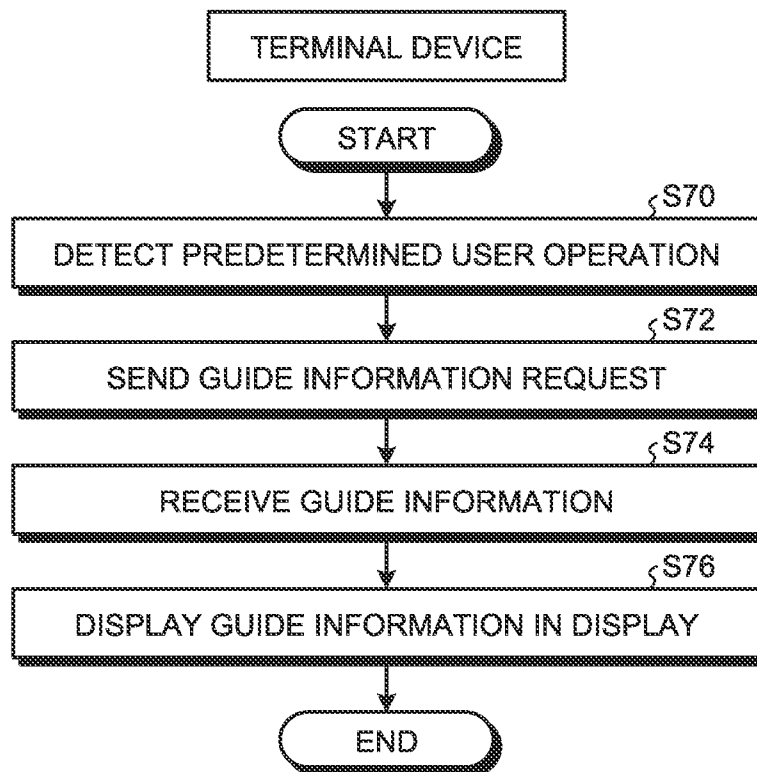 TERMINAL DEVICE
START
S70
DETECT PREDETERMINED USER OPERATION
S72
SEND GUIDE INFORMATION REQUEST
S74
RECEIVE GUIDE INFORMATION
S76
DISPLAY GUIDE INFORMATION IN DISPLAY
END